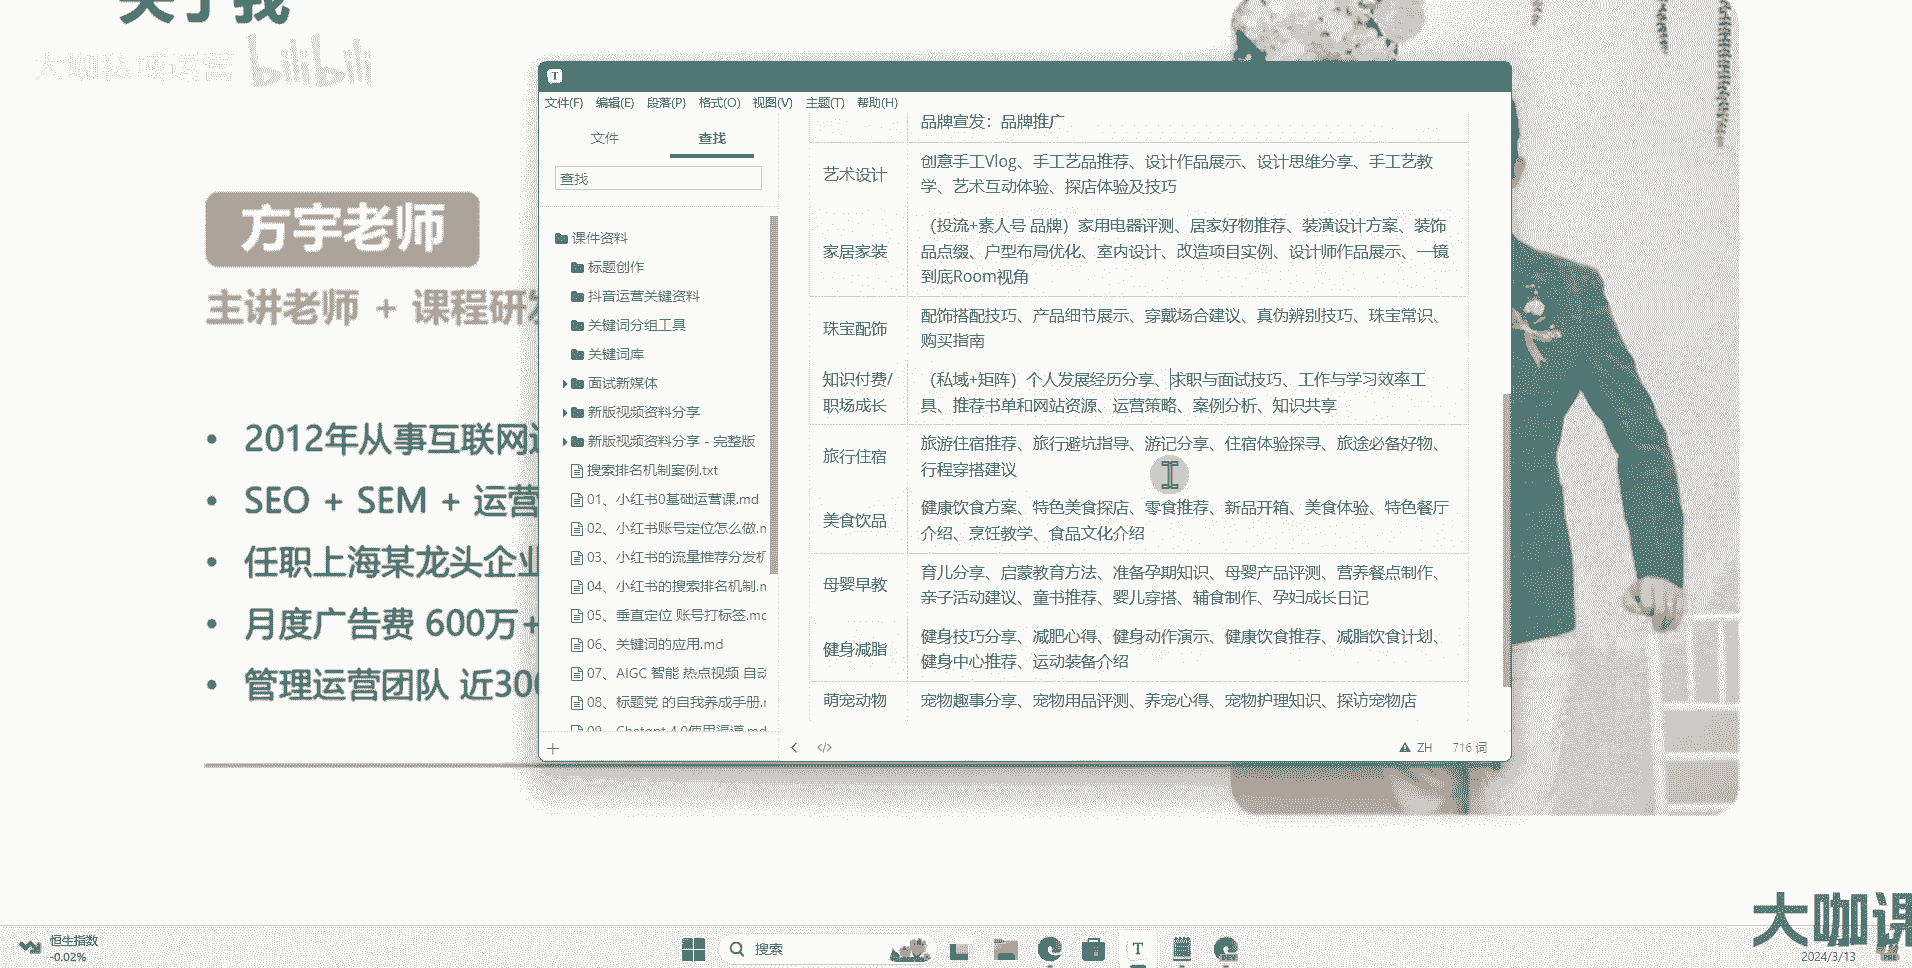 关于我
大咖私域运营 bilibili
方宇老师
主讲老师 + 课程研发
• 2012年从事互联网
• SEO + SEM + 运营
• 任职上海某龙头企业
• 月度广告费 600万+
• 管理运营团队 近300
T
文件(F) 编辑(E) 段落(P) 格式(O) 视图(V) 主题(T) 帮助(H)
文件 查找
查找
课件资料
标题创作
抖音运营关键资料
关键词分组工具
关键词库
面试新媒体
新版视频资料分享
新版视频资料分享 - 完整版
搜索排名机制案例.txt
01、小红书0基础运营课.md
02、小红书账号定位怎么做.m
03、小红书的流量推荐分发机
04、小红书的搜索排名机制.m
05、垂直定位 账号打标签.mc
06、关键词的应用.md
07、AIGC 智能 热点视频 自动
08、标题党 的自我养成手册.r
09、Chatgpt 4.0使用渠道.md
品牌宣发：品牌推广
艺术设计
创意手工Vlog、手工艺品推荐、设计作品展示、设计思维分享、手工艺教
学、艺术互动体验、探店体验及技巧
家居家装
（投流+素人号 品牌）家用电器评测、居家好物推荐、装潢设计方案、装饰
品点缀、户型布局优化、室内设计、改造项目实例、设计师作品展示、一镜
到底Room视角
珠宝配饰
配饰搭配技巧、产品细节展示、穿戴场合建议、真伪辨别技巧、珠宝常识、
购买指南
知识付费/
职场成长
（私域+矩阵）个人发展经历分享、求职与面试技巧、工作与学习效率工
具、推荐书单和网站资源、运营策略、案例分析、知识共享
旅行住宿
旅游住宿推荐、旅行避坑指导、游记分享、住宿体验探寻、旅途必备好物、
行程穿搭建议
美食饮品
健康饮食方案、特色美食探店、零食推荐、新品开箱、美食体验、特色餐厅
介绍、烹饪教学、食品文化介绍
母婴早教
育儿分享、启蒙教育方法、准备孕期知识、母婴产品评测、营养餐点制作、
亲子活动建议、童书推荐、婴儿穿搭、辅食制作、孕妇成长日记
健身减脂
健身技巧分享、减肥心得、健身动作演示、健康饮食推荐、减脂饮食计划、
健身中心推荐、运动装备介绍
萌宠动物
宠物趣事分享、宠物用品评测、养宠心得、宠物护理知识、探访宠物店
ZH 716 词
大咖课
恒生指数
-0.02%
搜索
T
DEV
2024/3/13
PRE